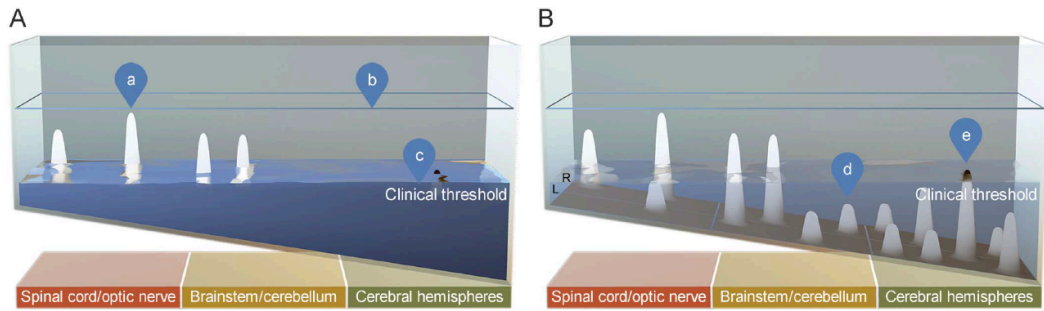 A
a
b
c
Clinical threshold
Spinal cord/optic nerve
Brainstem/cerebellum
Cerebral hemispheres
B
e
d
R
L
Clinical threshold
Spinal cord/optic nerve
Brainstem/cerebellum
Cerebral hemispheres